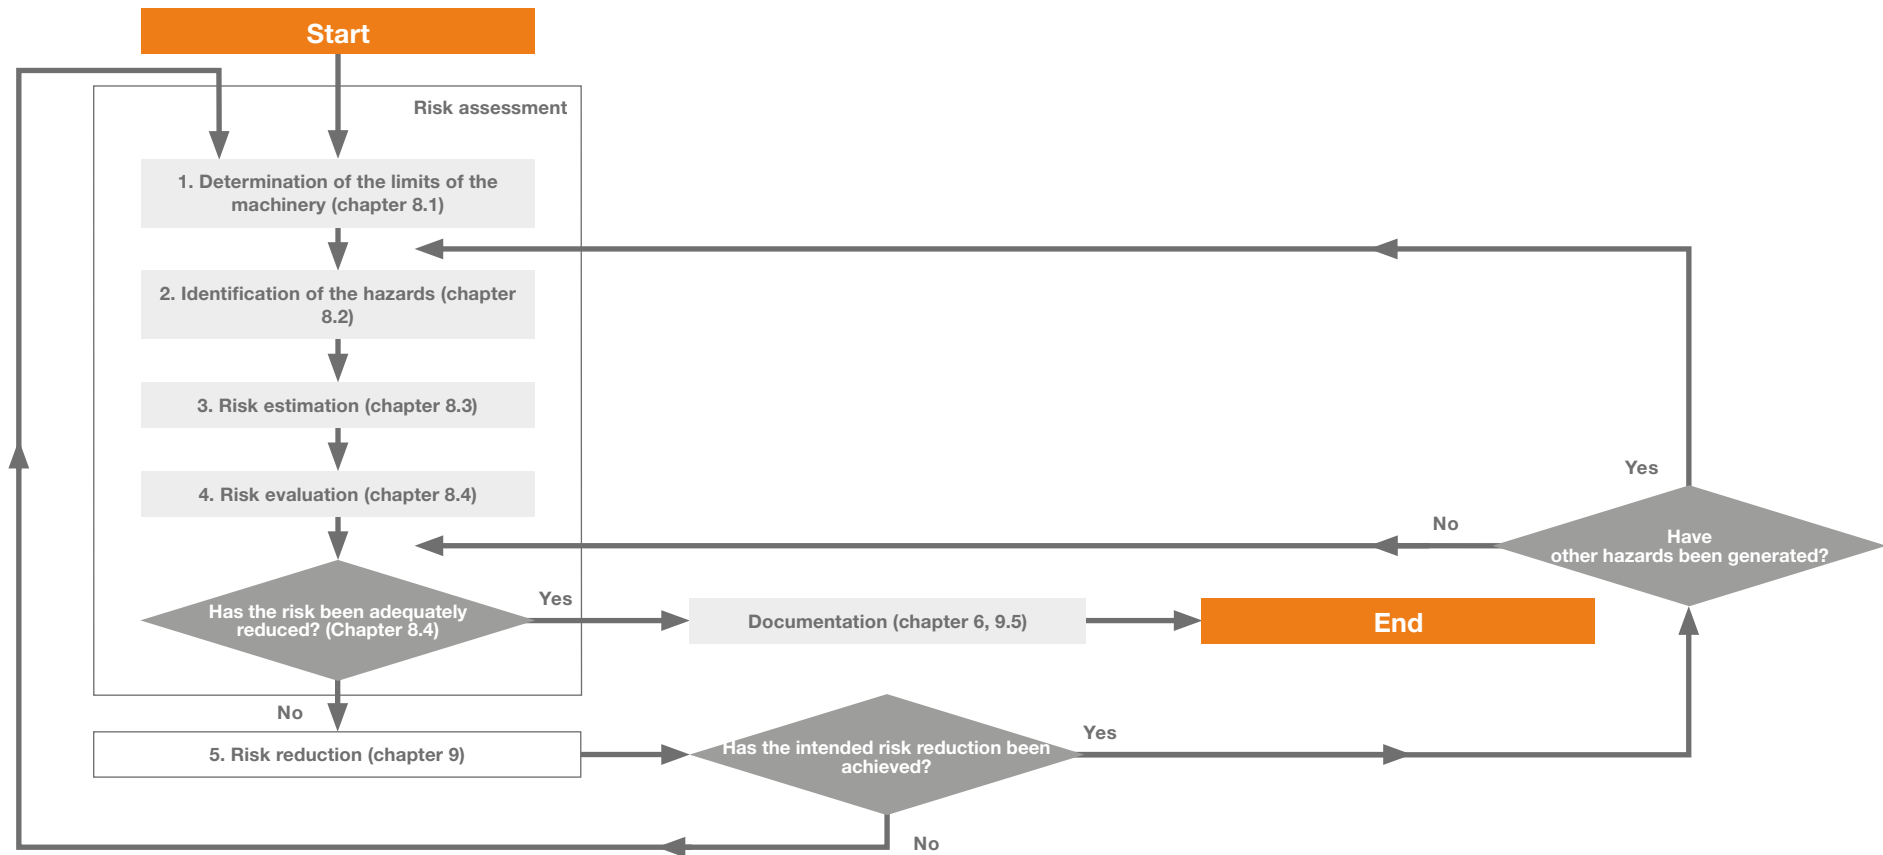 Start
Risk assessment
1. Determination of the limits of the
machinery (chapter 8.1)
2. Identification of the hazards (chapter
8.2)
3. Risk estimation (chapter 8.3)
4. Risk evaluation (chapter 8.4)
Yes
No
Have
other hazards been generated?
Has the risk been adequately
reduced? (Chapter 8.4)
Yes
Documentation (chapter 6, 9.5)
End
No
5. Risk reduction (chapter 9)
Has the intended risk reduction been
achieved?
Yes
No